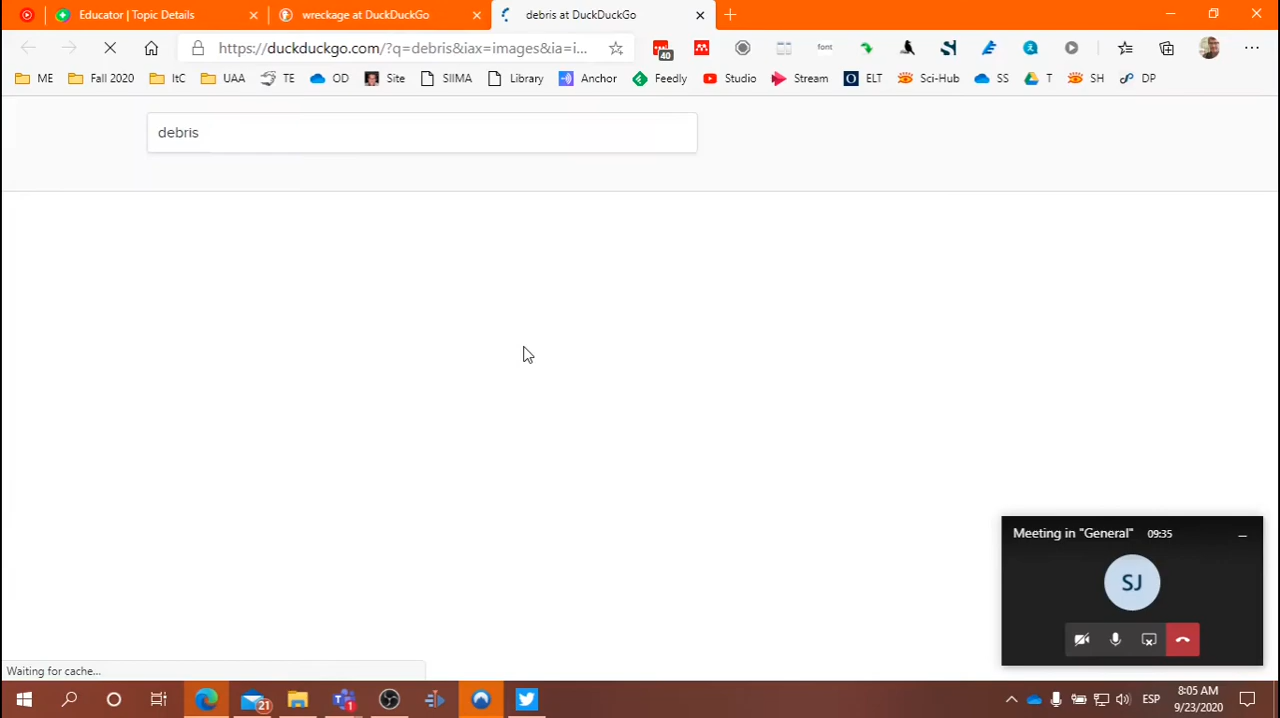 Educator | Topic Details
wreckage at DuckDuckGo
debris at DuckDuckGo
https://duckduckgo.com/?q=debris&iax=images&ia=i...
40
font
ME
Fall 2020
ItC
UAA
TE
OD
Site
SIIMA
Library
Anchor
Feedly
Studio
Stream
ELT
Sci-Hub
SS
T
SH
DP
debris
Meeting in "General" 09:35
SJ
Waiting for cache...
21
1
ESP
8:05 AM
9/23/2020